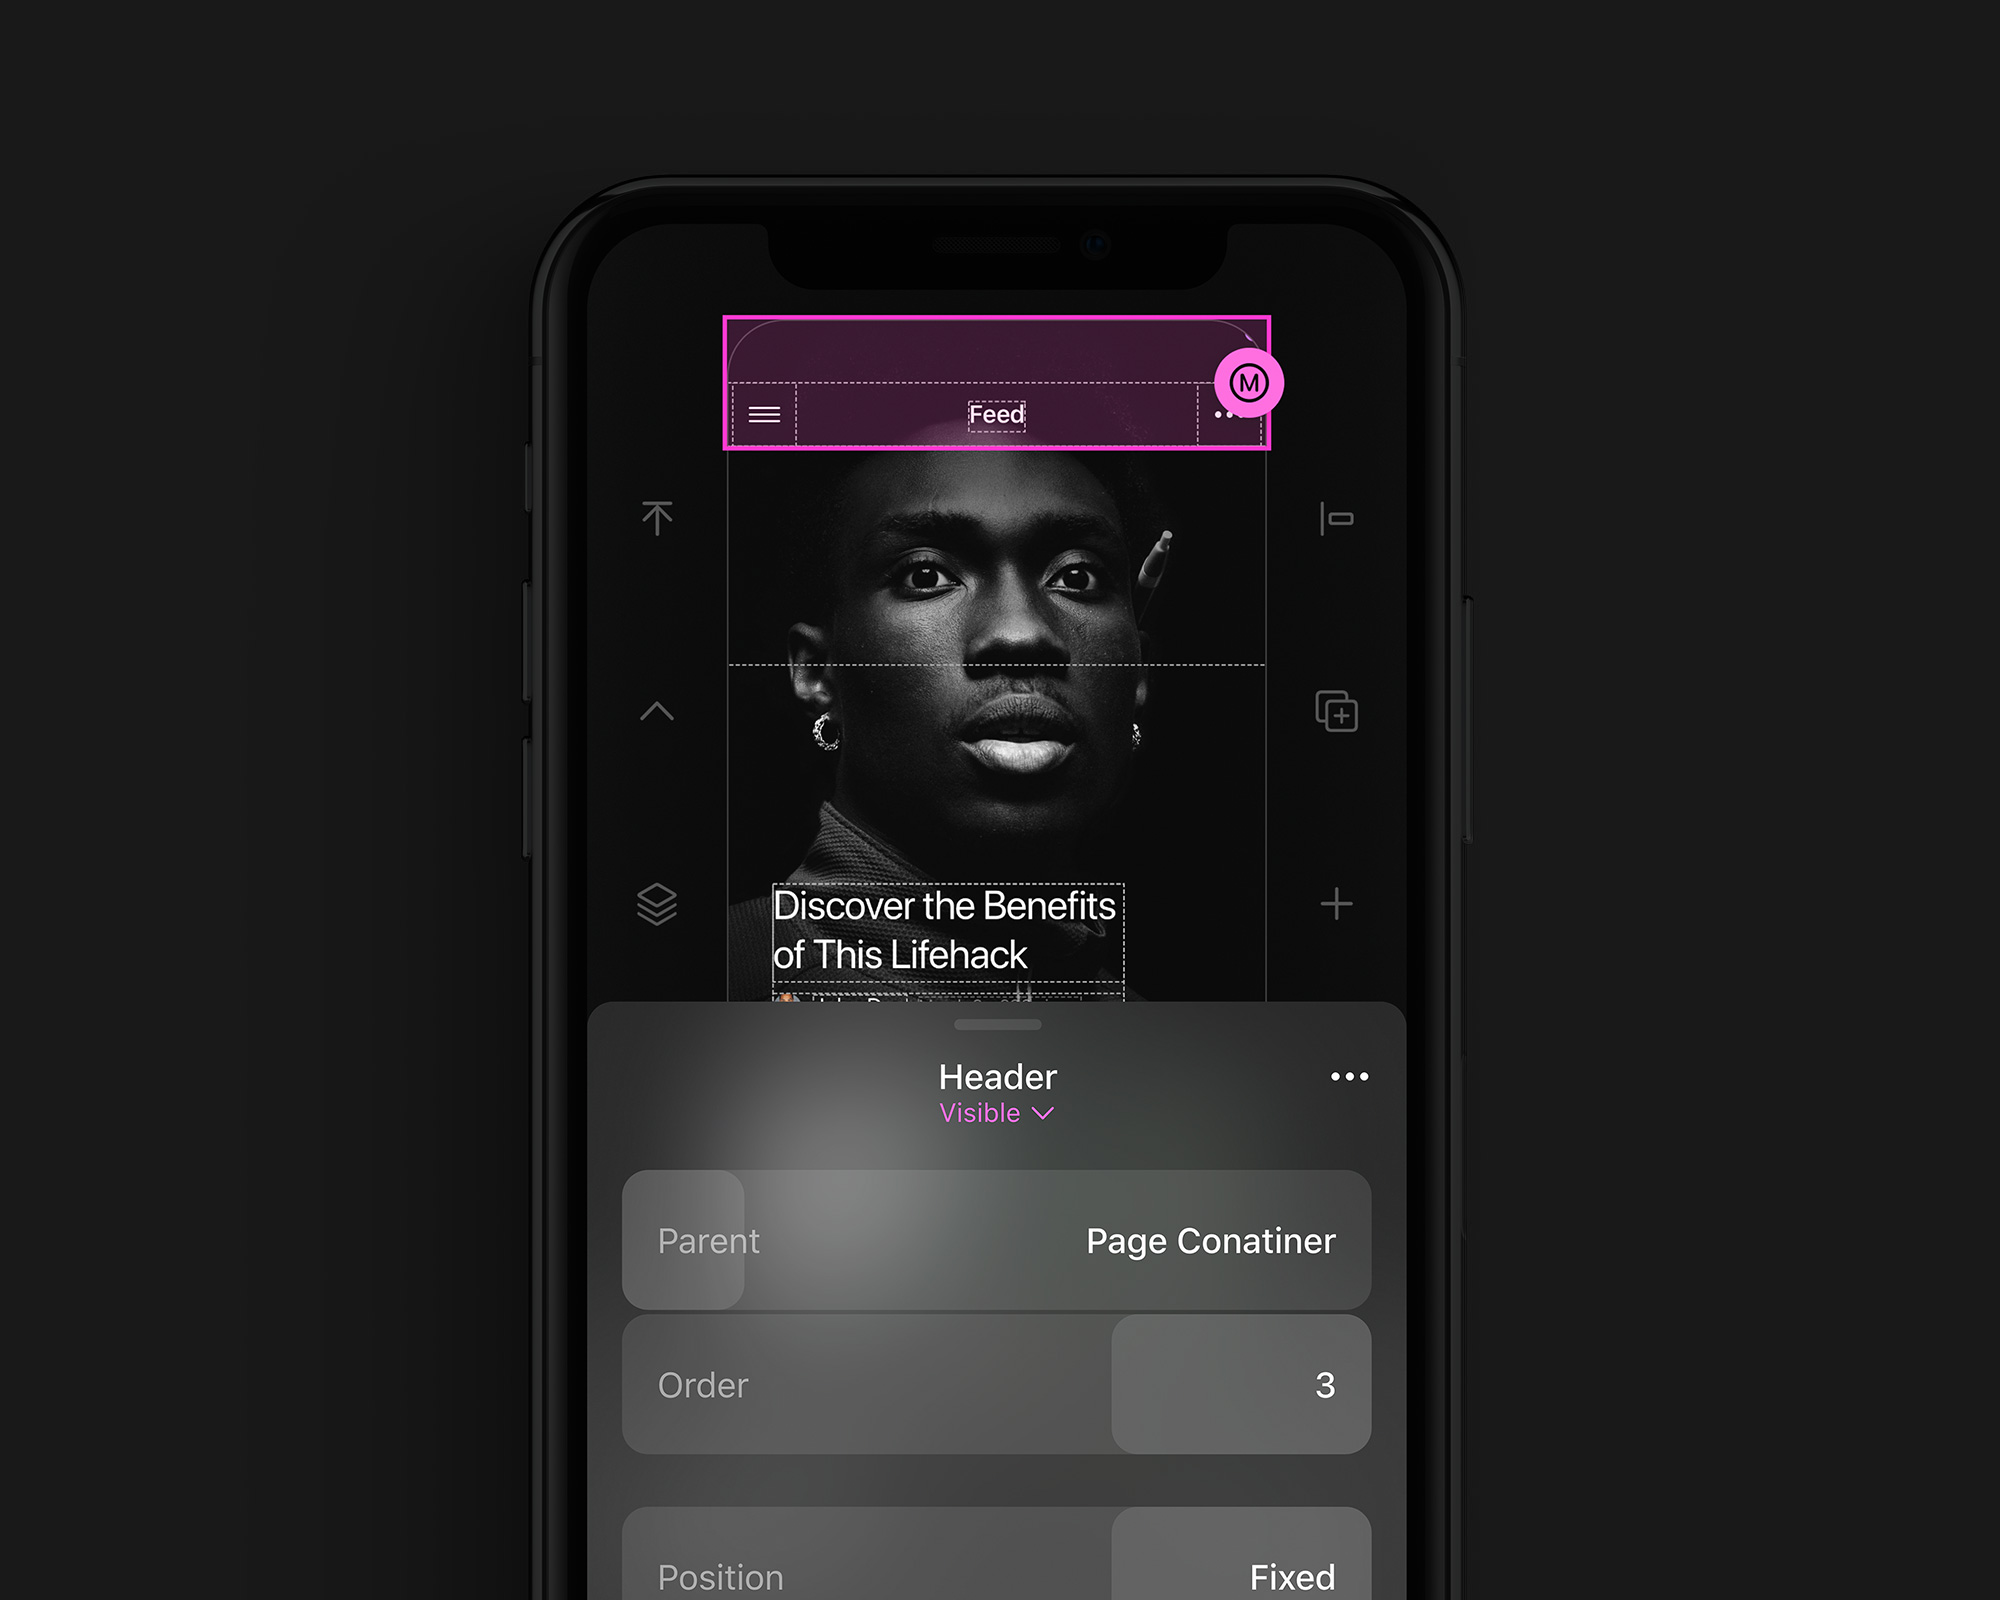 M
Feed
Discover the Benefits
of This Lifehack
Header
Visible
Parent
Page Conatiner
Order
3
Position
Fixed